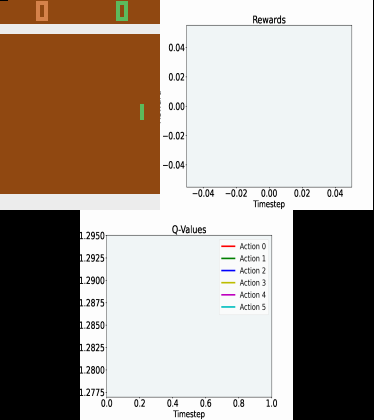 0 0
Rewards
0.04
0.02
0.00
−0.02
−0.04
−0.04 −0.02 0.00 0.02 0.04
Timestep
Q-Values
1.2950
1.2925
1.2900
1.2875
1.2850
1.2825
1.2800
1.2775
Action 0
Action 1
Action 2
Action 3
Action 4
Action 5
0.0 0.2 0.4 0.6 0.8 1.0
Timestep